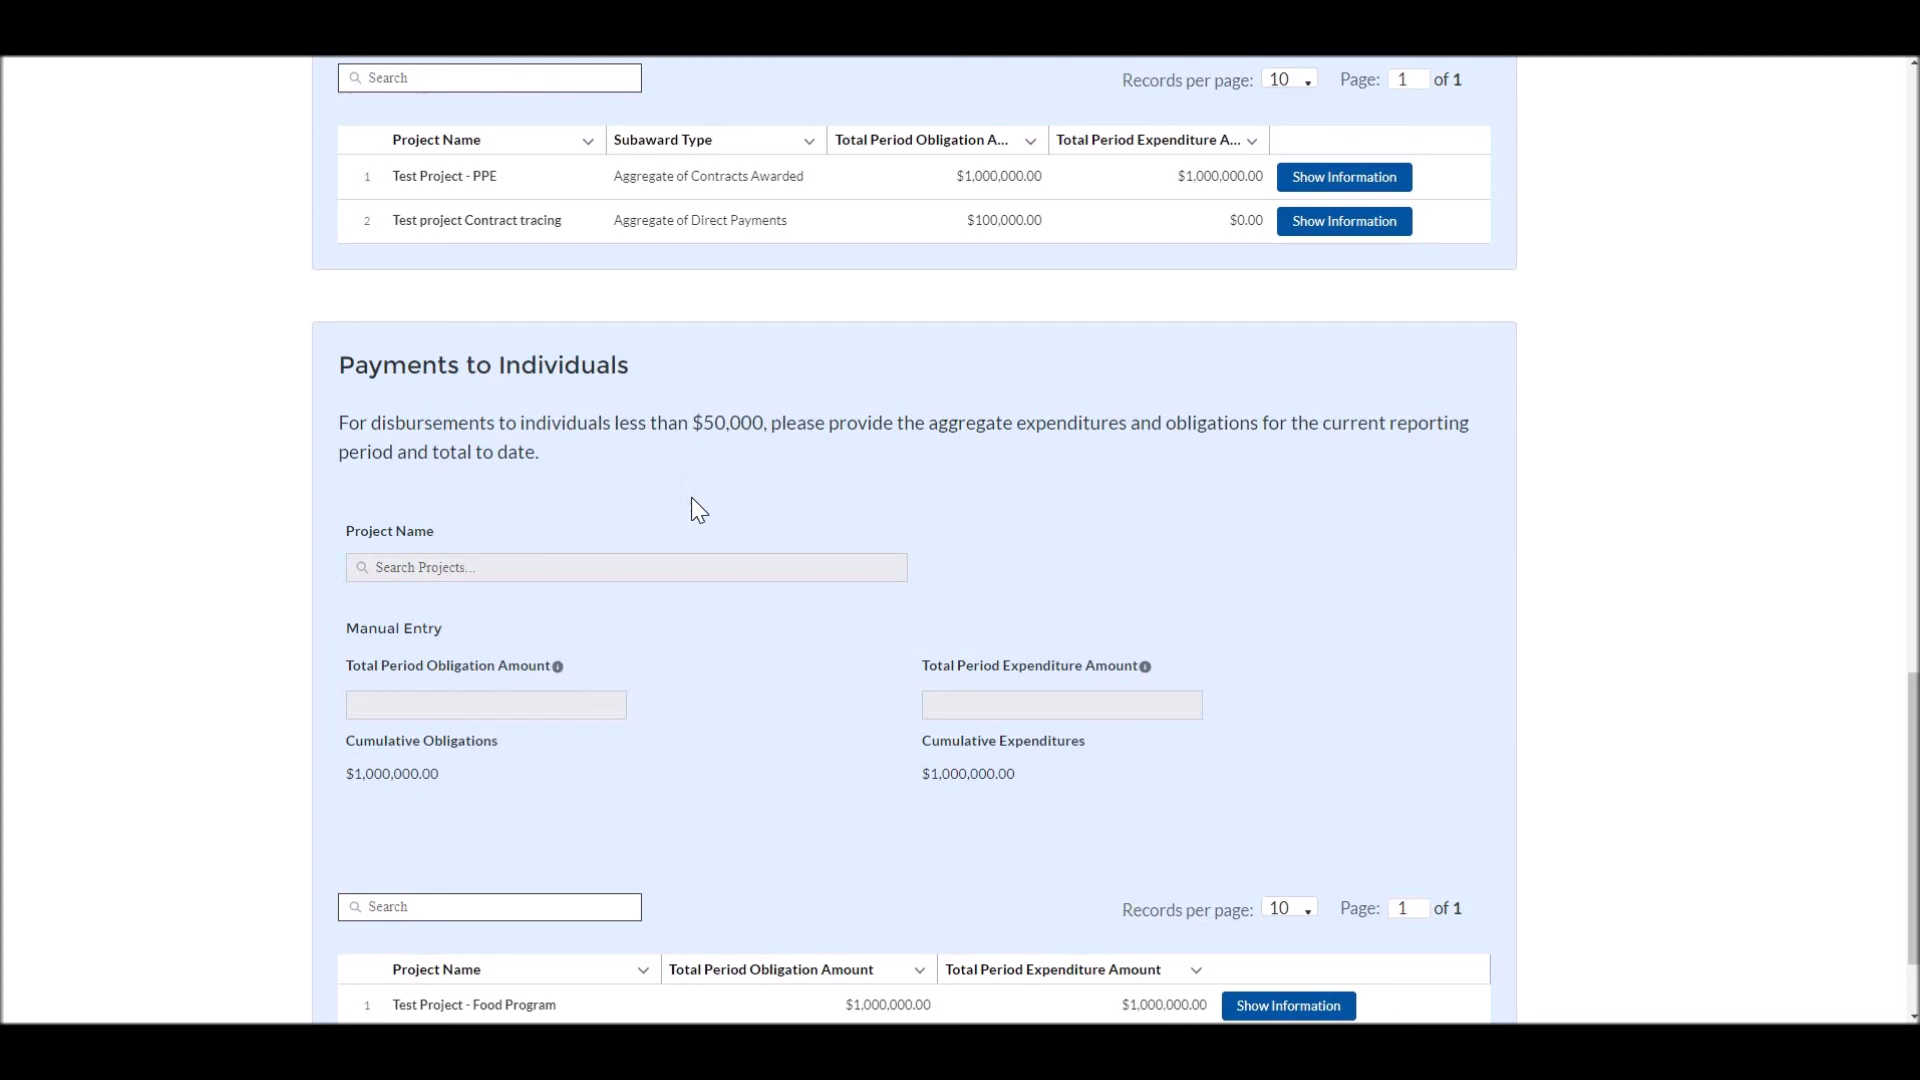 Search
Records per page: 10 Page: 1 of 1
Project Name Subaward Type Total Period Obligation A... Total Period Expenditure A...
1 Test Project - PPE Aggregate of Contracts Awarded $1,000,000.00 $1,000,000.00 Show Information
2 Test project Contract tracing Aggregate of Direct Payments $100,000.00 $0.00 Show Information
Payments to Individuals
For disbursements to individuals less than $50,000, please provide the aggregate expenditures and obligations for the current reporting
period and total to date.
Project Name
Search Projects...
Manual Entry
Total Period Obligation Amount Total Period Expenditure Amount
Cumulative Obligations Cumulative Expenditures
$1,000,000.00 $1,000,000.00
Search
Records per page: 10 Page: 1 of 1
Project Name Total Period Obligation Amount Total Period Expenditure Amount
1 Test Project - Food Program $1,000,000.00 $1,000,000.00 Show Information